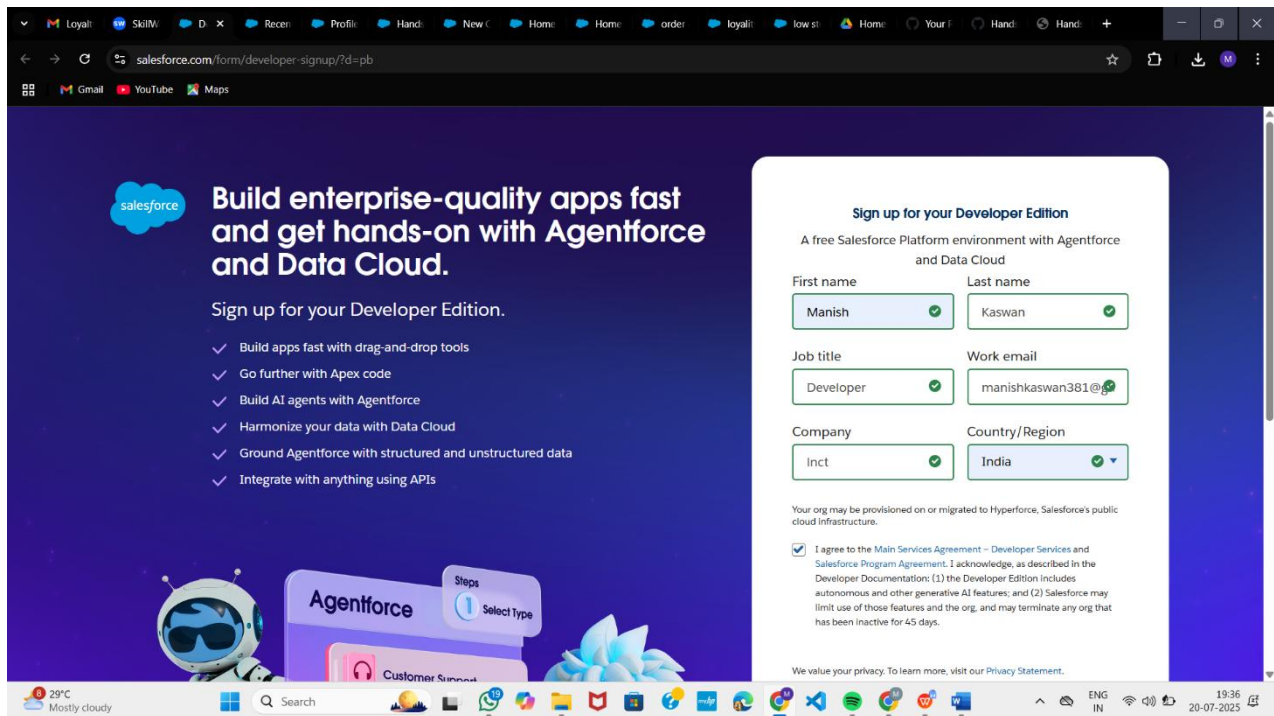 Loyalt
SkillW
D
Recen
Profile
Hands
New C
Home
Home
order
loyalit
low st
Home
Your F
Hand
Hand
salesforce.com/form/developer-signup/?d=pb
M
Gmail
YouTube
Maps
salesforce
Build enterprise-quality apps fast
and get hands-on with Agentforce
and Data Cloud.
Sign up for your Developer Edition.
Build apps fast with drag-and-drop tools
Go further with Apex code
Build AI agents with Agentforce
Harmonize your data with Data Cloud
Ground Agentforce with structured and unstructured data
Integrate with anything using APIs
Agentforce
Steps
1 Select Type
Customer Support
Sign up for your Developer Edition
A free Salesforce Platform environment with Agentforce
and Data Cloud
First name Last name
Manish Kaswan
Job title Work email
Developer manishkaswan381@g
Company Country/Region
Inct India
Your org may be provisioned on or migrated to Hyperforce, Salesforce's public
cloud infrastructure.
I agree to the Main Services Agreement – Developer Services and
Salesforce Program Agreement. I acknowledge, as described in the
Developer Documentation: (1) the Developer Edition includes
autonomous and other generative AI features; and (2) Salesforce may
limit use of those features and the org, and may terminate any org that
has been inactive for 45 days.
We value your privacy. To learn more, visit our Privacy Statement.
8 29°C
Mostly cloudy
Search
19
ENG
IN
19:36
20-07-2025